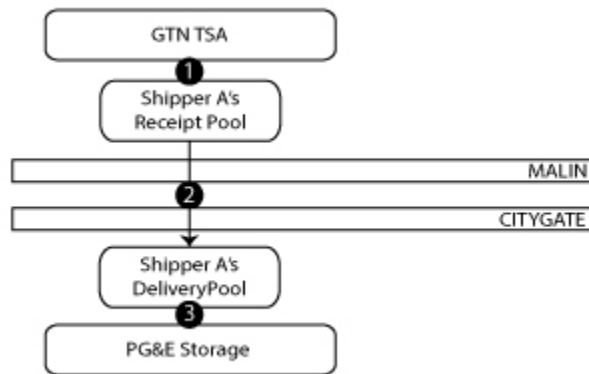 GTN TSA
1
Shipper A's
Receipt Pool
MALIN
2
CITYGATE
Shipper A's
DeliveryPool
3
PG&E Storage